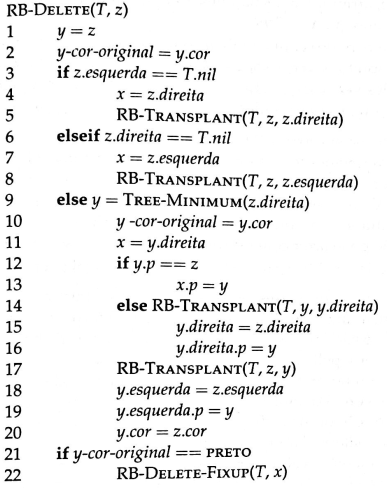 RB-DELETE(T, z)
1 y = z
2 y-cor-original = y.cor
3 if z.esquerda == T.nil
4 x = z.direita
5 RB-TRANSPLANT(T, z, z.direita)
6 elseif z.direita == T.nil
7 x = z.esquerda
8 RB-TRANSPLANT(T, z, z.esquerda)
9 else y = TREE-MINIMUM(z.direita)
10 y -cor-original = y.cor
11 x = y.direita
12 if y.p == z
13 x.p = y
14 else RB-TRANSPLANT(T, y, y.direita)
15 y.direita = z.direita
16 y.direita.p = y
17 RB-TRANSPLANT(T, z, y)
18 y.esquerda = z.esquerda
19 y.esquerda.p = y
20 y.cor = z.cor
21 if y-cor-original == PRETO
22 RB-DELETE-FIXUP(T, x)